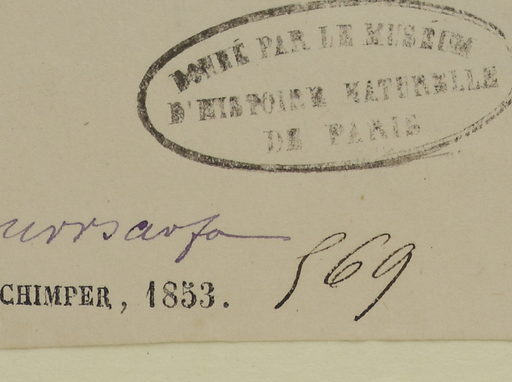 DONNÉ PAR LE MUSÉUM
D'HISTOIRE NATURELLE
DE PARIS
CHIMPER, 1853.
569